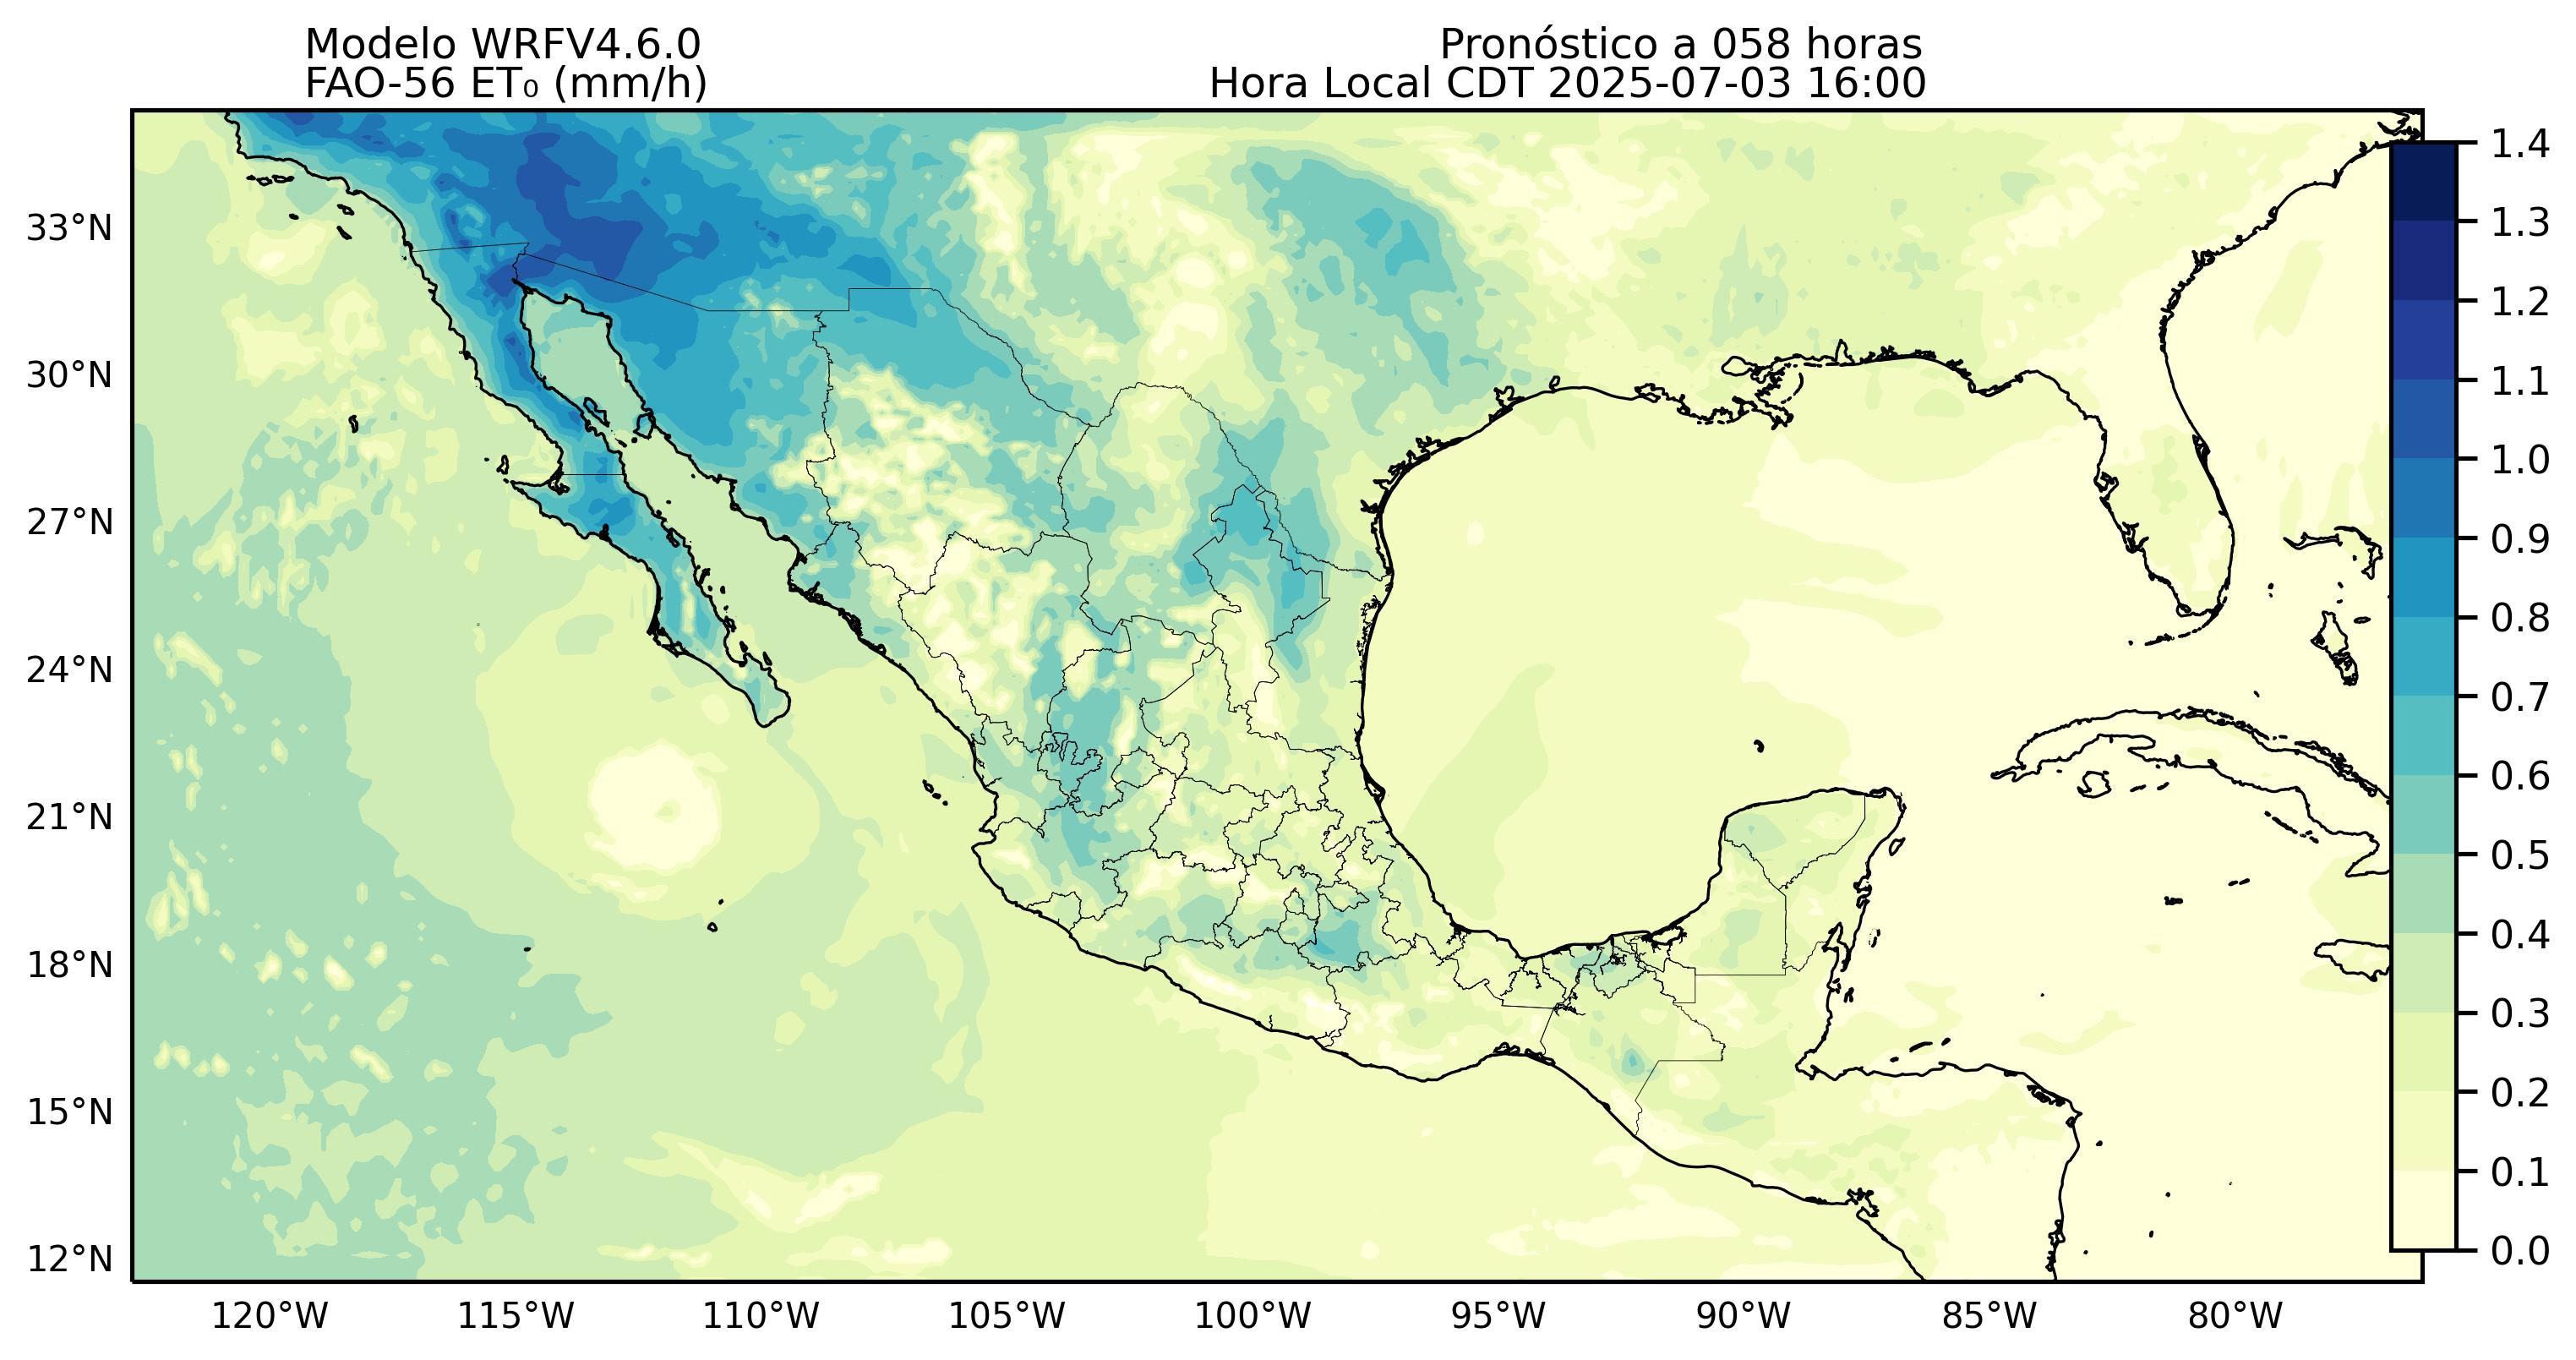 Modelo WRFV4.6.0
FAO-56 ET₀ (mm/h)
Pronóstico a 058 horas
Hora Local CDT 2025-07-03 16:00
33°N
30°N
27°N
24°N
21°N
18°N
15°N
12°N
120°W
115°W
110°W
105°W
100°W
95°W
90°W
85°W
80°W
1.4
1.3
1.2
1.1
1.0
0.9
0.8
0.7
0.6
0.5
0.4
0.3
0.2
0.1
0.0